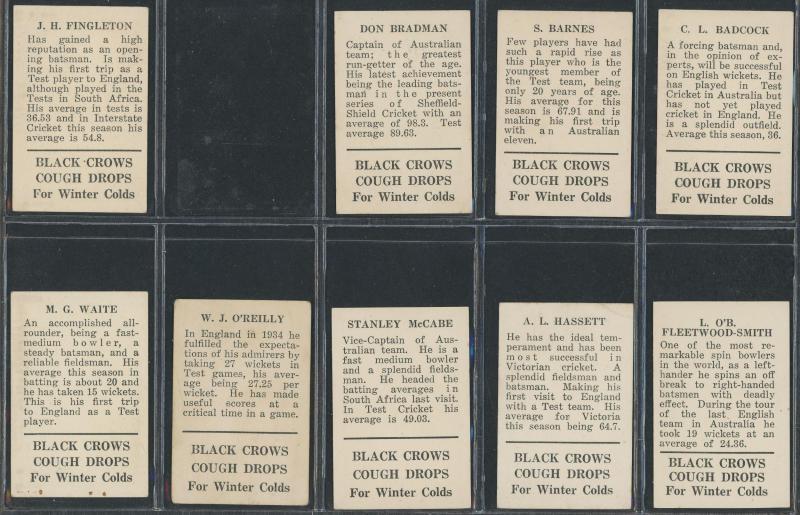 J. H. FINGLETON
Has gained a high
reputation as an open-
ing batsman. Is mak-
ing his first trip as a
Test player to England,
although played in the
Tests in South Africa.
His average in tests is
36.53 and in Interstate
Cricket this season his
average is 54.8.
BLACK CROWS
COUGH DROPS
For Winter Colds
DON BRADMAN
Captain of Australian
team; the greatest
run-getter of the age.
His latest achievement
being the leading bats-
man in the present
series of Sheffield-
Shield Cricket with an
average of 98.3. Test
average 89.63.
BLACK CROWS
COUGH DROPS
For Winter Colds
S. BARNES
Few players have had
such a rapid rise as
this player who is the
youngest member of
the Test team, being
only 20 years of age.
His average for this
season is 67.91 and is
making his first trip
with an Australian
eleven.
BLACK CROWS
COUGH DROPS
For Winter Colds
C. L. BADCOCK
A forcing batsman and,
in the opinion of ex-
perts, will be successful
on English wickets. He
has played in Test
Cricket in Australia but
has not yet played
cricket in England. He
is a splendid outfield.
Average this season, 36.
BLACK CROWS
COUGH DROPS
For Winter Colds
M. G. WAITE
An accomplished all-
rounder, being a fast-
medium bowler, a
steady batsman, and a
reliable fieldsman. His
average this season in
batting is about 20 and
he has taken 15 wickets.
This is his first trip
to England as a Test
player.
BLACK CROWS
COUGH DROPS
For Winter Colds
W. J. O'REILLY
In England in 1934 he
fulfilled the expecta-
tions of his admirers by
taking 27 wickets in
Test games, his aver-
age being 27.25 per
wicket. He has made
useful scores at a
critical time in a game.
BLACK CROWS
COUGH DROPS
For Winter Colds
STANLEY McCABE
Vice-Captain of Aus-
tralian team. He is a
fast medium bowler
and a splendid fields-
man. He headed the
batting averages in
South Africa last visit.
In Test Cricket his
average is 49.03.
BLACK CROWS
COUGH DROPS
For Winter Colds
A. L. HASSETT
He has the ideal tem-
perament and has been
most successful in
Victorian cricket. A
splendid fieldsman and
batsman. Making his
first visit to England
with a Test team. His
average for Victoria
this season being 64.7.
BLACK CROWS
COUGH DROPS
For Winter Colds
L. O'B.
FLEETWOOD-SMITH
One of the most re-
markable spin bowlers
in the world, as a left-
hander he spins an off
break to right-handed
batsmen with deadly
effect. During the tour
of the last English
team in Australia he
took 19 wickets at an
average of 24.36.
BLACK CROWS
COUGH DROPS
For Winter Colds